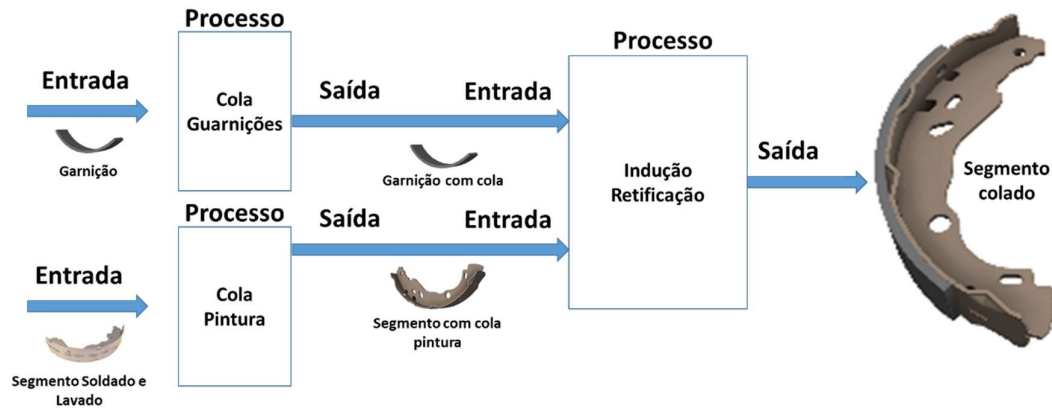 Processo
Entrada
Garnição
Cola
Guarnições
Saída
Entrada
Garnição com cola
Processo
Indução
Retificação
Saída
Segmento
colado
Processo
Entrada
Segmento Soldado e
Lavado
Cola
Pintura
Saída
Entrada
Segmento com cola
pintura